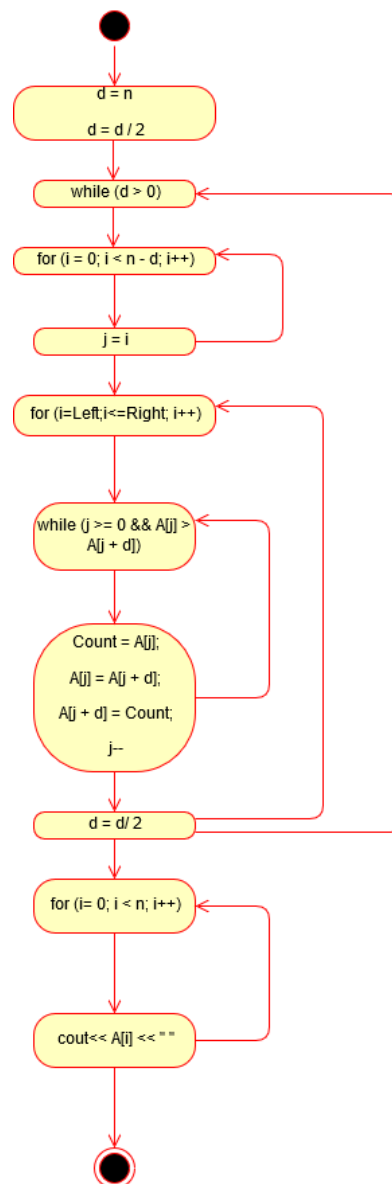 d = n
d = d / 2
while (d > 0)
for (i = 0; i < n - d; i++)
j = i
for (i=Left;i<=Right; i++)
while (j >= 0 && A[j] >
A[j + d])
Count = A[j];
A[j] = A[j + d];
A[j + d] = Count;
j--
d = d/ 2
for (i= 0; i < n; i++)
cout<< A[i] << " "